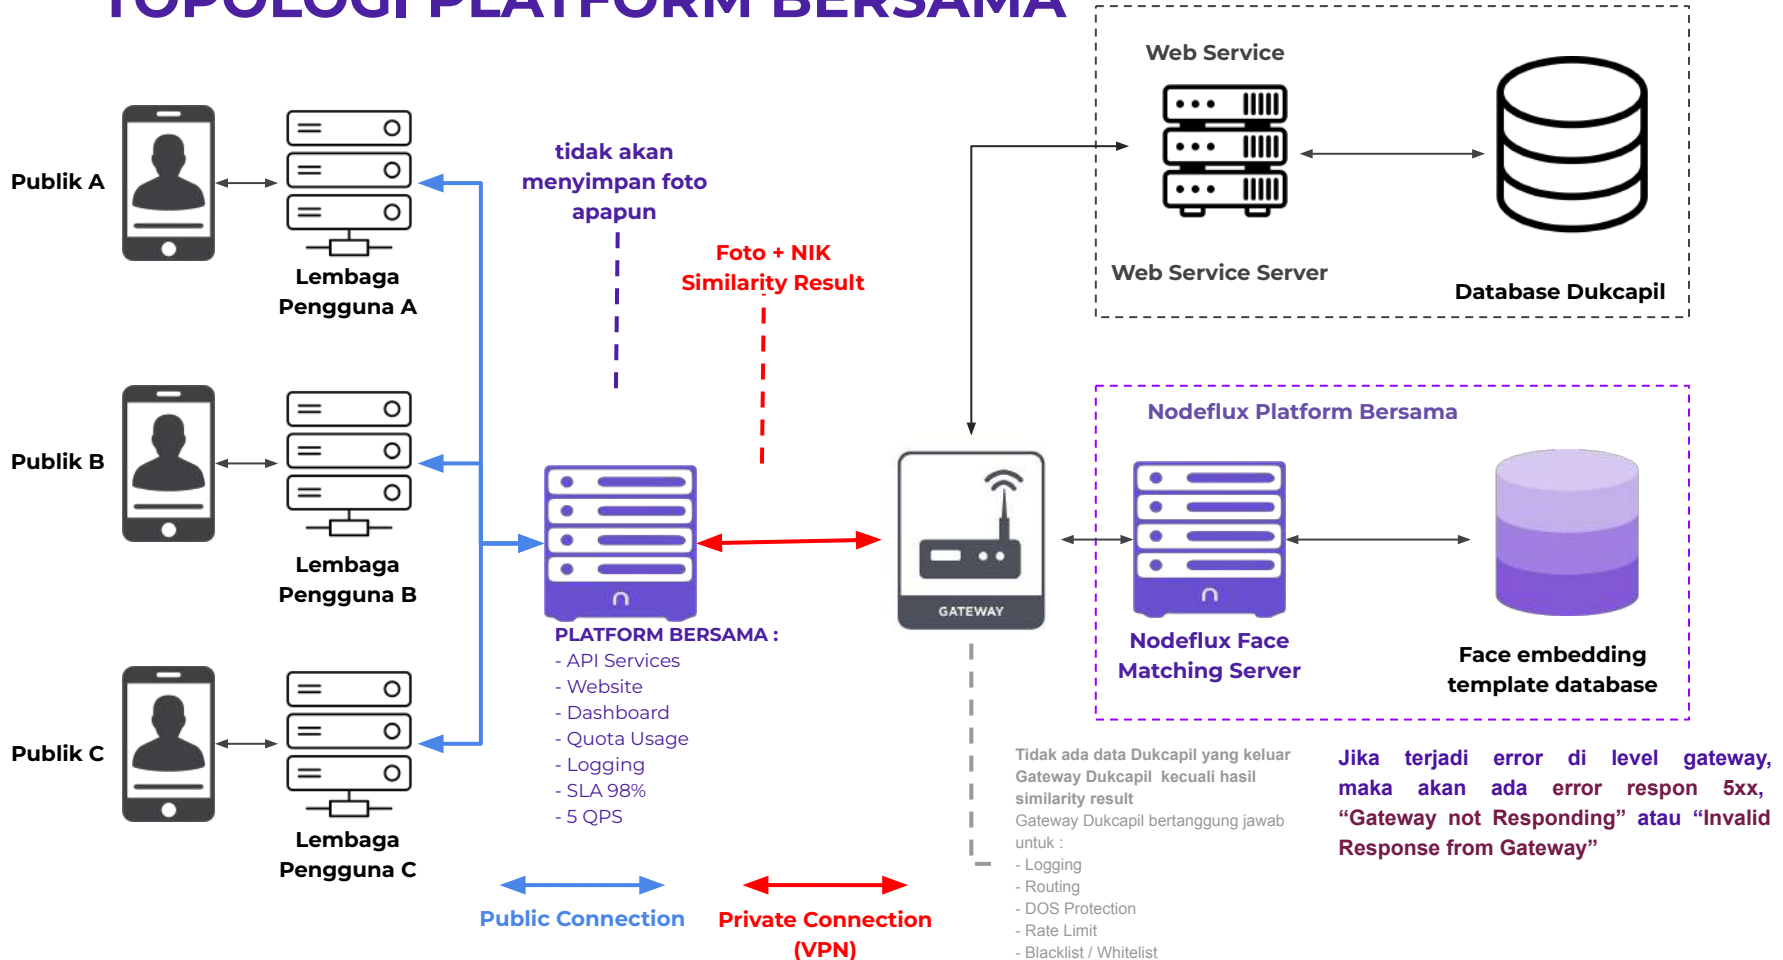 TOPOLOGI PLATFORM BERSAMA
Publik A
Lembaga
Pengguna A
Publik B
Lembaga
Pengguna B
Publik C
Lembaga
Pengguna C
tidak akan
menyimpan foto
apapun
Foto + NIK
Similarity Result
PLATFORM BERSAMA :
- API Services
- Website
- Dashboard
- Quota Usage
- Logging
- SLA 98%
- 5 QPS
Public Connection
Private Connection
(VPN)
GATEWAY
Web Service
Web Service Server
Database Dukcapil
Nodeflux Platform Bersama
Nodeflux Face
Matching Server
Face embedding
template database
Tidak ada data Dukcapil yang keluar
Gateway Dukcapil kecuali hasil
similarity result
Gateway Dukcapil bertanggung jawab
untuk :
- Logging
- Routing
- DOS Protection
- Rate Limit
- Blacklist / Whitelist
Jika terjadi error di level gateway,
maka akan ada error respon 5xx,
“Gateway not Responding” atau “Invalid
Response from Gateway”